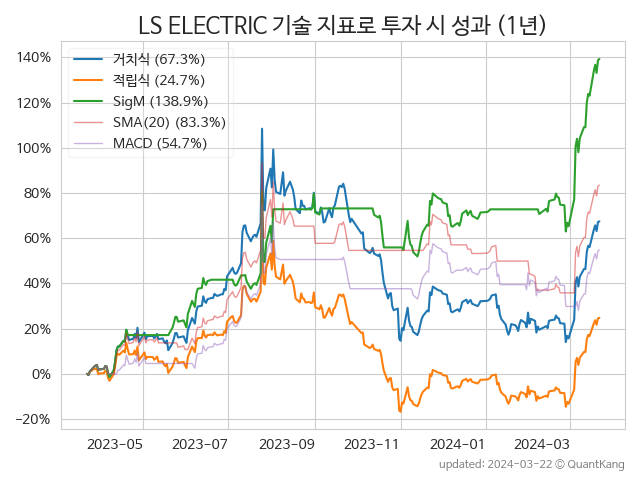 LS ELECTRIC 기술 지표로 투자 시 성과 (1년)
140%
120%
100%
80%
60%
40%
20%
0%
−20%
거치식 (67.3%)
적립식 (24.7%)
SigM (138.9%)
SMA(20) (83.3%)
MACD (54.7%)
2023-05 2023-07 2023-09 2023-11 2024-01 2024-03
updated: 2024-03-22 © QuantKang